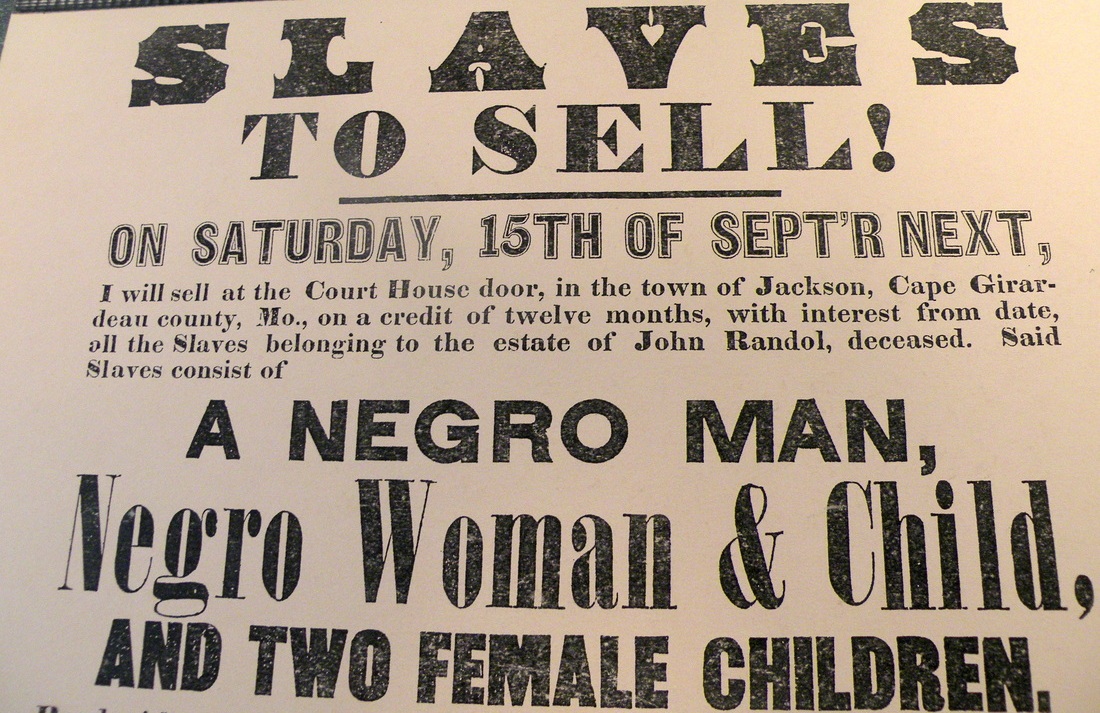 SLAVES
TO SELL!
ON SATURDAY, 15TH OF SEPT'R NEXT,
I will sell at the Court House door, in the town of Jackson, Cape Girar-
deau county, Mo., on a credit of twelve months, with interest from date,
all the Slaves belonging to the estate of John Randol, deceased. Said
Slaves consist of
A NEGRO MAN,
Negro Woman & Child,
AND TWO FEMALE CHILDREN.